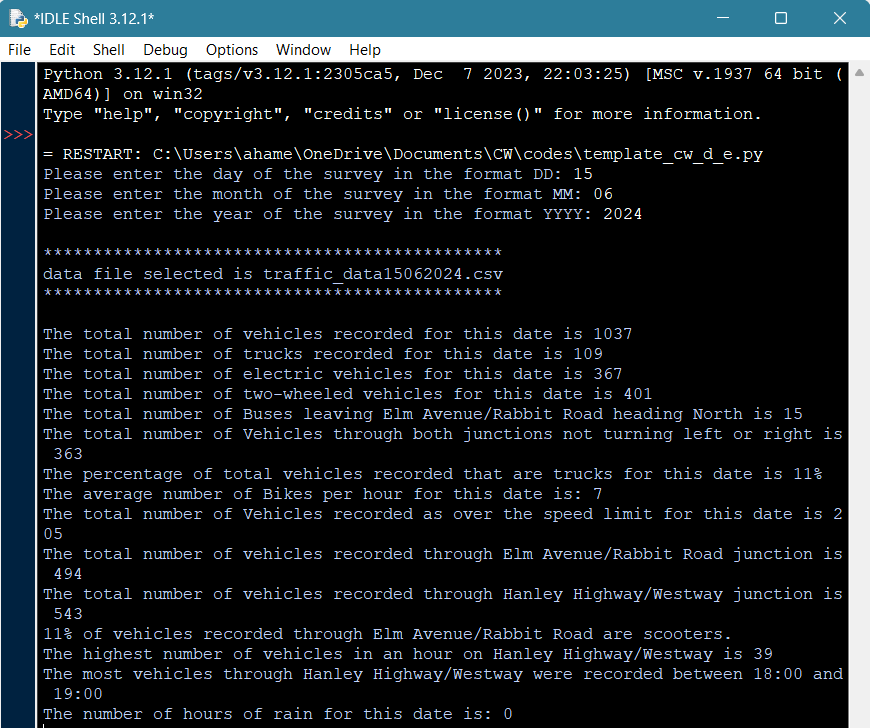 *IDLE Shell 3.12.1*
File Edit Shell Debug Options Window Help
Python 3.12.1 (tags/v3.12.1:2305ca5, Dec  7 2023, 22:03:25) [MSC v.1937 64 bit (
AMD64)] on win32
Type "help", "copyright", "credits" or "license()" for more information.
>>>
= RESTART: C:\Users\ahame\OneDrive\Documents\CW\codes\template_cw_d_e.py
Please enter the day of the survey in the format DD: 15
Please enter the month of the survey in the format MM: 06
Please enter the year of the survey in the format YYYY: 2024
**********************************************
data file selected is traffic_data15062024.csv
**********************************************
The total number of vehicles recorded for this date is 1037
The total number of trucks recorded for this date is 109
The total number of electric vehicles for this date is 367
The total number of two-wheeled vehicles for this date is 401
The total number of Buses leaving Elm Avenue/Rabbit Road heading North is 15
The total number of Vehicles through both junctions not turning left or right is
363
The percentage of total vehicles recorded that are trucks for this date is 11%
The average number of Bikes per hour for this date is: 7
The total number of Vehicles recorded as over the speed limit for this date is 2
05
The total number of vehicles recorded through Elm Avenue/Rabbit Road junction is
494
The total number of vehicles recorded through Hanley Highway/Westway junction is
543
11% of vehicles recorded through Elm Avenue/Rabbit Road are scooters.
The highest number of vehicles in an hour on Hanley Highway/Westway is 39
The most vehicles through Hanley Highway/Westway were recorded between 18:00 and
19:00
The number of hours of rain for this date is: 0